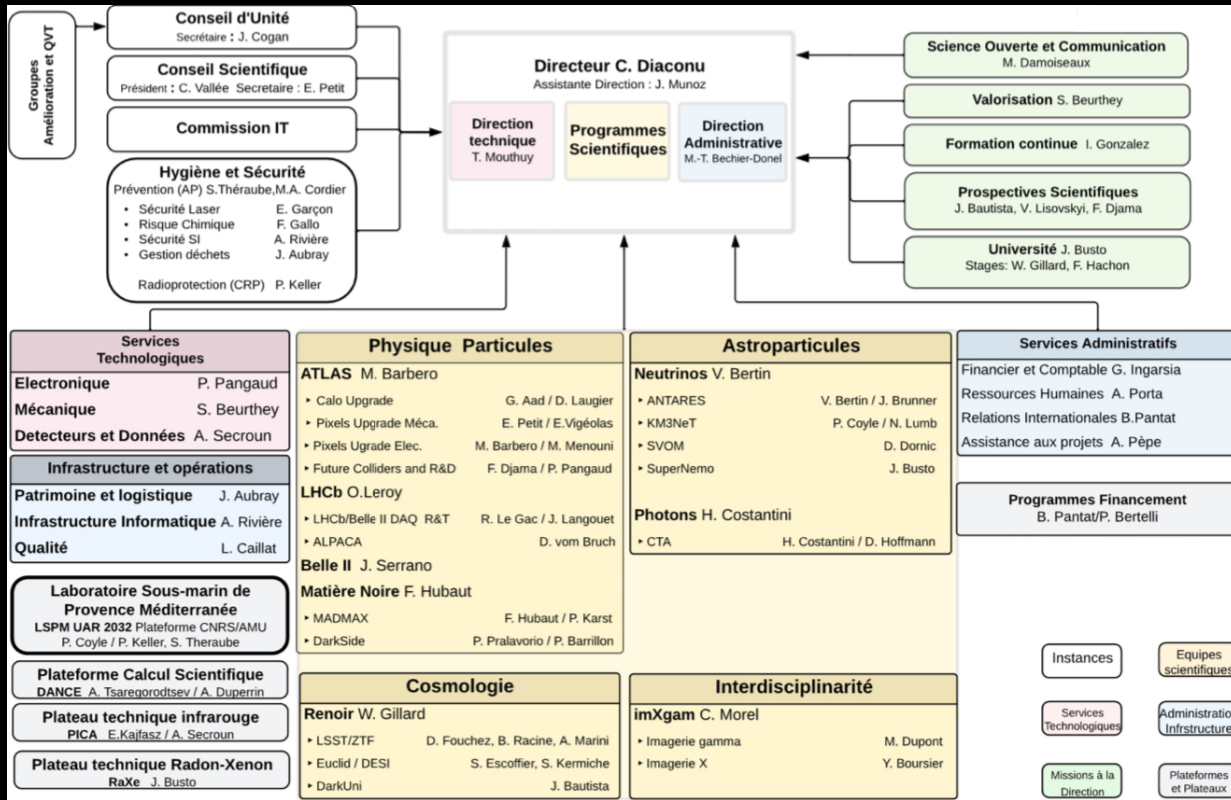 Groupes
Amélioration et QVT
Conseil d'Unité
Secrétaire : J. Cogan
Conseil Scientifique
Président : C. Vallée Secretaire : E. Petit
Commission IT
Hygiène et Sécurité
Prévention (AP) S.Théraube,M.A. Cordier
• Sécurité Laser E. Garçon
• Risque Chimique F. Gallo
• Sécurité SI A. Rivière
• Gestion déchets J. Aubray
Radioprotection (CRP) P. Keller
Directeur C. Diaconu
Assistante Direction : J. Munoz
Direction
technique
T. Mouthuy
Programmes
Scientifiques
Direction
Administrative
M.-T. Bechier-Donel
Science Ouverte et Communication
M. Damoiseaux
Valorisation S. Beurthey
Formation continue I. Gonzalez
Prospectives Scientifiques
J. Bautista, V. Lisovskyi, F. Djama
Université J. Busto
Stages: W. Gillard, F. Hachon
Services
Technologiques
Electronique P. Pangaud
Mécanique S. Beurthey
Detecteurs et Données A. Secroun
Infrastructure et opérations
Patrimoine et logistique J. Aubray
Infrastructure Informatique A. Rivière
Qualité L. Caillat
Laboratoire Sous-marin de
Provence Méditerranée
LSPM UAR 2032 Plateforme CNRS/AMU
P. Coyle / P. Keller, S. Theraube
Plateforme Calcul Scientifique
DANCE A. Tsaregorodtsev / A. Duperrin
Plateau technique infrarouge
PICA E.Kajfasz / A. Secroun
Plateau technique Radon-Xenon
RaXe J. Busto
Physique Particules
ATLAS M. Barbero
‣ Calo Upgrade G. Aad / D. Laugier
‣ Pixels Upgrade Méca. E. Petit / E.Vigéolas
‣ Pixels Ugrade Elec. M. Barbero / M. Menouni
‣ Future Colliders and R&D F. Djama / P. Pangaud
LHCb O.Leroy
‣ LHCb/Belle II DAQ R&T R. Le Gac / J. Langouet
‣ ALPACA D. vom Bruch
Belle II J. Serrano
Matière Noire F. Hubaut
‣ MADMAX F. Hubaut / P. Karst
‣ DarkSide P. Pralavorio / P. Barrillon
Astroparticules
Neutrinos V. Bertin
‣ ANTARES V. Bertin / J. Brunner
‣ KM3NeT P. Coyle / N. Lumb
‣ SVOM D. Dornic
‣ SuperNemo J. Busto
Photons H. Costantini
‣ CTA H. Costantini / D. Hoffmann
Cosmologie
Renoir W. Gillard
‣ LSST/ZTF D. Fouchez, B. Racine, A. Marini
‣ Euclid / DESI S. Escoffier, S. Kermiche
‣ DarkUni J. Bautista
Interdisciplinarité
imXgam C. Morel
‣ Imagerie gamma M. Dupont
‣ Imagerie X Y. Boursier
Services Administratifs
Financier et Comptable G. Ingarsia
Ressources Humaines A. Porta
Relations Internationales B.Pantat
Assistance aux projets A. Pèpe
Programmes Financement
B. Pantat/P. Bertelli
Instances
Equipes
scientifiques
Services
Technologiques
Administration
Infrstructure
Missions à la
Direction
Plateformes
et Plateaux